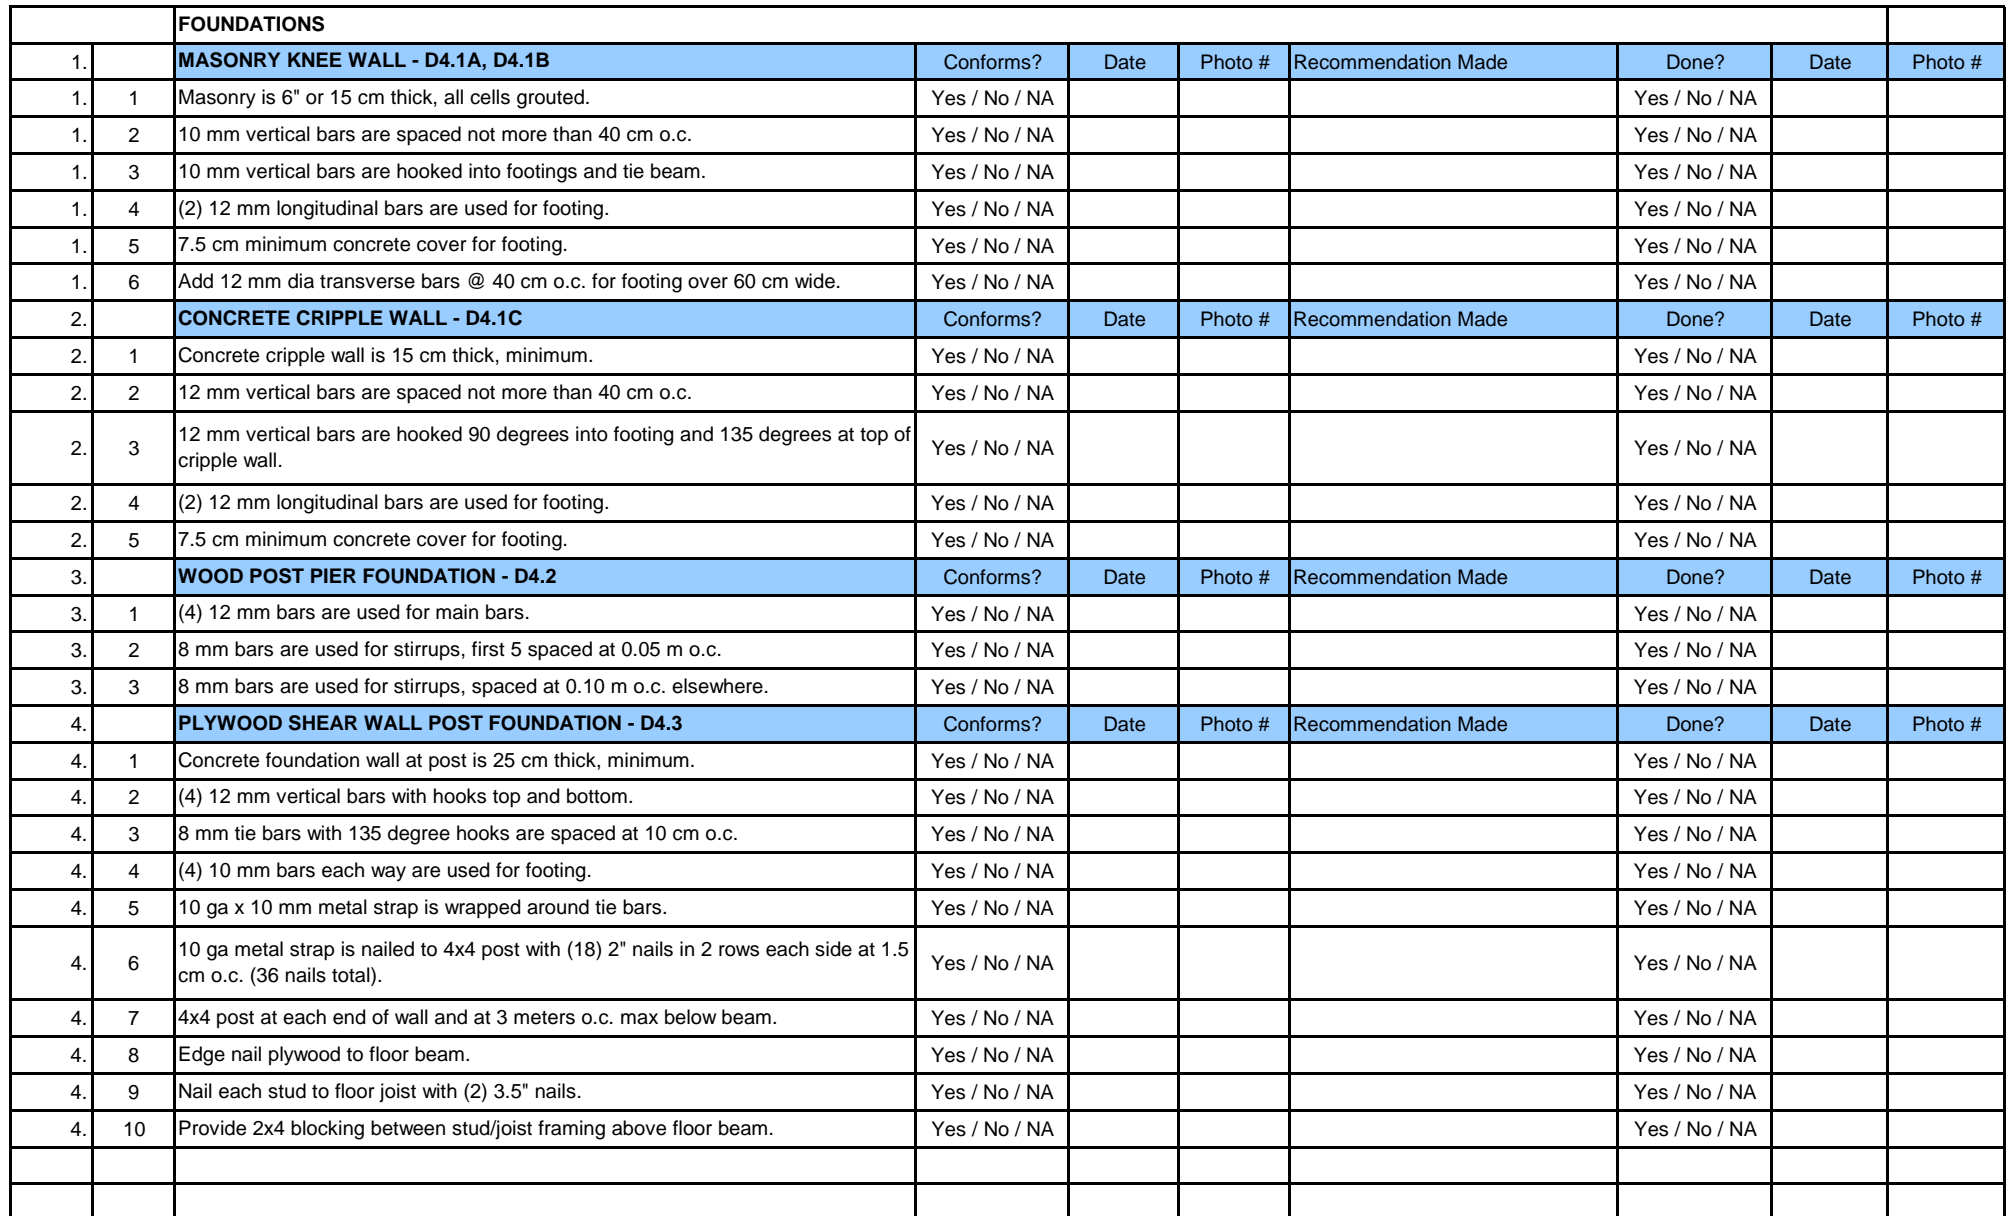 FOUNDATIONS
1. MASONRY KNEE WALL - D4.1A, D4.1B Conforms? Date Photo # Recommendation Made Done? Date Photo #
1. 1 Masonry is 6" or 15 cm thick, all cells grouted. Yes / No / NA Yes / No / NA
1. 2 10 mm vertical bars are spaced not more than 40 cm o.c. Yes / No / NA Yes / No / NA
1. 3 10 mm vertical bars are hooked into footings and tie beam. Yes / No / NA Yes / No / NA
1. 4 (2) 12 mm longitudinal bars are used for footing. Yes / No / NA Yes / No / NA
1. 5 7.5 cm minimum concrete cover for footing. Yes / No / NA Yes / No / NA
1. 6 Add 12 mm dia transverse bars @ 40 cm o.c. for footing over 60 cm wide. Yes / No / NA Yes / No / NA
2. CONCRETE CRIPPLE WALL - D4.1C Conforms? Date Photo # Recommendation Made Done? Date Photo #
2. 1 Concrete cripple wall is 15 cm thick, minimum. Yes / No / NA Yes / No / NA
2. 2 12 mm vertical bars are spaced not more than 40 cm o.c. Yes / No / NA Yes / No / NA
2. 3 12 mm vertical bars are hooked 90 degrees into footing and 135 degrees at top of
cripple wall. Yes / No / NA Yes / No / NA
2. 4 (2) 12 mm longitudinal bars are used for footing. Yes / No / NA Yes / No / NA
2. 5 7.5 cm minimum concrete cover for footing. Yes / No / NA Yes / No / NA
3. WOOD POST PIER FOUNDATION - D4.2 Conforms? Date Photo # Recommendation Made Done? Date Photo #
3. 1 (4) 12 mm bars are used for main bars. Yes / No / NA Yes / No / NA
3. 2 8 mm bars are used for stirrups, first 5 spaced at 0.05 m o.c. Yes / No / NA Yes / No / NA
3. 3 8 mm bars are used for stirrups, spaced at 0.10 m o.c. elsewhere. Yes / No / NA Yes / No / NA
4. PLYWOOD SHEAR WALL POST FOUNDATION - D4.3 Conforms? Date Photo # Recommendation Made Done? Date Photo #
4. 1 Concrete foundation wall at post is 25 cm thick, minimum. Yes / No / NA Yes / No / NA
4. 2 (4) 12 mm vertical bars with hooks top and bottom. Yes / No / NA Yes / No / NA
4. 3 8 mm tie bars with 135 degree hooks are spaced at 10 cm o.c. Yes / No / NA Yes / No / NA
4. 4 (4) 10 mm bars each way are used for footing. Yes / No / NA Yes / No / NA
4. 5 10 ga x 10 mm metal strap is wrapped around tie bars. Yes / No / NA Yes / No / NA
4. 6 10 ga metal strap is nailed to 4x4 post with (18) 2" nails in 2 rows each side at 1.5
cm o.c. (36 nails total). Yes / No / NA Yes / No / NA
4. 7 4x4 post at each end of wall and at 3 meters o.c. max below beam. Yes / No / NA Yes / No / NA
4. 8 Edge nail plywood to floor beam. Yes / No / NA Yes / No / NA
4. 9 Nail each stud to floor joist with (2) 3.5" nails. Yes / No / NA Yes / No / NA
4. 10 Provide 2x4 blocking between stud/joist framing above floor beam. Yes / No / NA Yes / No / NA